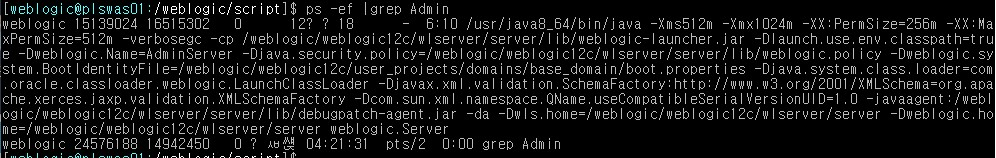 [weblogic@plswas01:/weblogic/script]$ ps -ef |grep Admin
weblogic 15139024 16515302   0   12? ? 18      -  6:10 /usr/java8_64/bin/java -Xms512m -Xmx1024m -XX:PermSize=256m -XX:Ma
xPermSize=512m -verbosegc -cp /weblogic/weblogic12c/wlserver/server/lib/weblogic-launcher.jar -Dlaunch.use.env.classpath=tru
e -Dweblogic.Name=AdminServer -Djava.security.policy=/weblogic/weblogic12c/wlserver/server/lib/weblogic.policy -Dweblogic.sy
stem.BootIdentityFile=/weblogic/weblogic12c/user_projects/domains/base_domain/boot.properties -Djava.system.class.loader=com
.oracle.classloader.weblogic.LaunchClassLoader -Djavax.xml.validation.SchemaFactory:http://www.w3.org/2001/XMLSchema=org.apa
che.xerces.jaxp.validation.XMLSchemaFactory -Dcom.sun.xml.namespace.QName.useCompatibleSerialVersionUID=1.0 -javaagent:/webl
ogic/weblogic12c/wlserver/server/lib/debugpatch-agent.jar -da -Dwls.home=/weblogic/weblogic12c/wlserver/server -Dweblogic.ho
me=/weblogic/weblogic12c/wlserver/server weblogic.Server
weblogic 24576188 14942450   0 ? 04:21:31  pts/2  0:00 grep Admin
[weblogic@plswas01:/weblogic/script]$